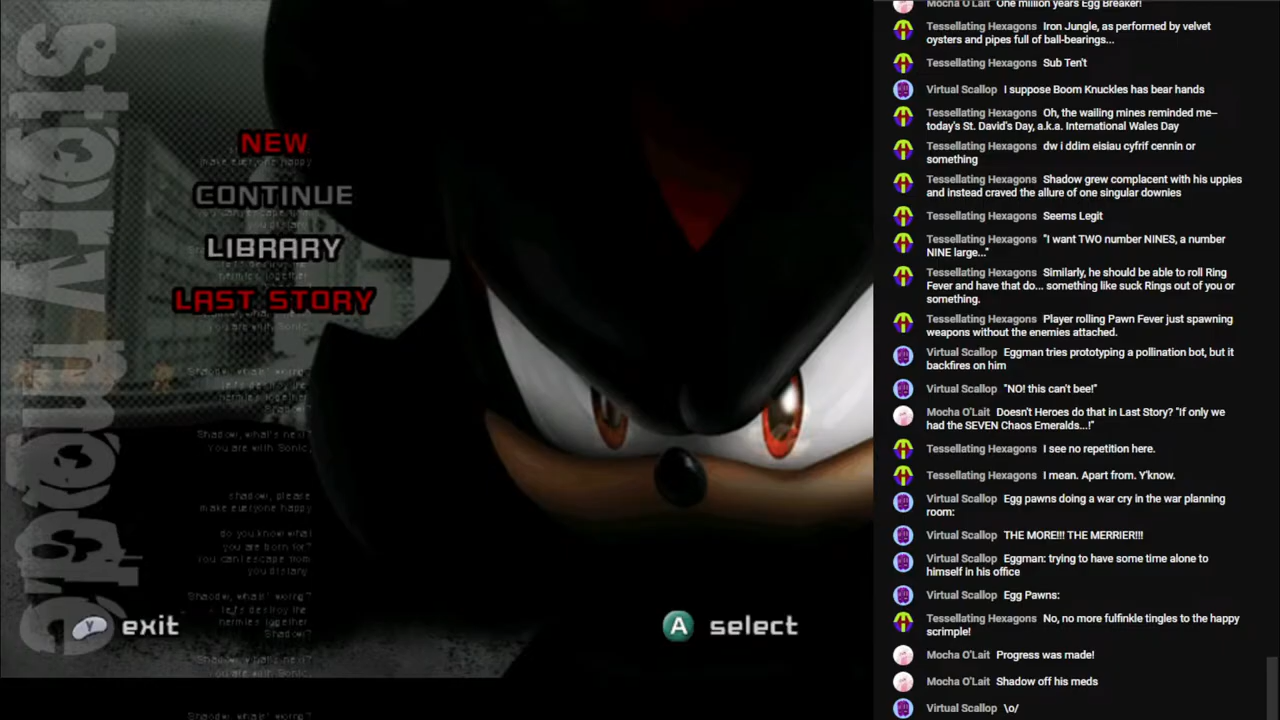 story mode
NEW
make everyone happy
CONTINUE
LIBRARY
LAST STORY
you are with Sonic,
Shadow, what's next?
You are with Sonic,
shadow, please
make everyone happy
do you know what
you are born for?
you can't escape from
Shadow?
Y exit
A select
Mocha O'Lait One million years Egg Breaker!
Tessellating Hexagons Iron Jungle, as performed by velvet
oysters and pipes full of ball-bearings...
Tessellating Hexagons Sub Ten't
Virtual Scallop I suppose Boom Knuckles has bear hands
Tessellating Hexagons Oh, the wailing mines reminded me–
today's St. David's Day, a.k.a. International Wales Day
Tessellating Hexagons dw i ddim eisiau cyfrif cennin or
something
Tessellating Hexagons Shadow grew complacent with his uppies
and instead craved the allure of one singular downies
Tessellating Hexagons Seems Legit
Tessellating Hexagons "I want TWO number NINES, a number
NINE large..."
Tessellating Hexagons Similarly, he should be able to roll Ring
Fever and have that do... something like suck Rings out of you or
something.
Tessellating Hexagons Player rolling Pawn Fever just spawning
weapons without the enemies attached.
Virtual Scallop Eggman tries prototyping a pollination bot, but it
backfires on him
Virtual Scallop "NO! this can't bee!"
Mocha O'Lait Doesn't Heroes do that in Last Story? "If only we
had the SEVEN Chaos Emeralds...!"
Tessellating Hexagons I see no repetition here.
Tessellating Hexagons I mean. Apart from. Y'know.
Virtual Scallop Egg pawns doing a war cry in the war planning
room:
Virtual Scallop THE MORE!!! THE MERRIER!!!
Virtual Scallop Eggman: trying to have some time alone to
himself in his office
Virtual Scallop Egg Pawns:
Tessellating Hexagons No, no more fulfinkle tingles to the happy
scrimple!
Mocha O'Lait Progress was made!
Mocha O'Lait Shadow off his meds
Virtual Scallop \o/